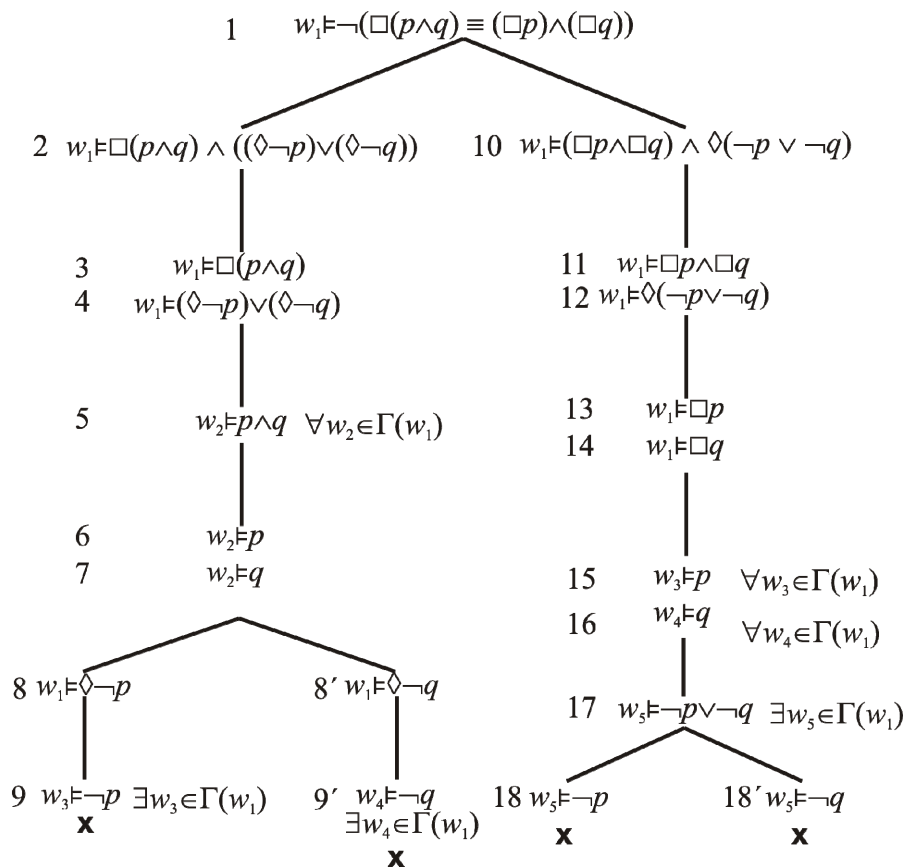 1 w₁⊨¬(□(p∧q) ≡ (□p)∧(□q))
2 w₁⊨□(p∧q) ∧ ((◊¬p)∨(◊¬q))
10 w₁⊨(□p∧□q) ∧ ◊(¬p ∨ ¬q)
3 w₁⊨□(p∧q)
4 w₁⊨(◊¬p)∨(◊¬q)
11 w₁⊨□p∧□q
12 w₁⊨◊(¬p∨¬q)
5 w₂⊨p∧q ∀w₂∈Γ(w₁)
13 w₁⊨□p
14 w₁⊨□q
6 w₂⊨p
7 w₂⊨q
15 w₃⊨p ∀w₃∈Γ(w₁)
16 w₄⊨q ∀w₄∈Γ(w₁)
8 w₁⊨◊¬p
8′ w₁⊨◊¬q
17 w₅⊨¬p∨¬q ∃w₅∈Γ(w₁)
9 w₃⊨¬p ∃w₃∈Γ(w₁)
x
9′ w₄⊨¬q
∃w₄∈Γ(w₁)
x
18 w₅⊨¬p
x
18′ w₅⊨¬q
x